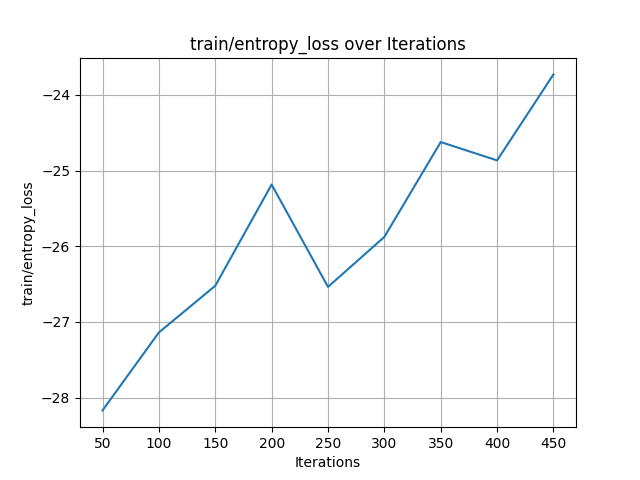 train/entropy_loss over Iterations
train/entropy_loss
−24
−25
−26
−27
−28
50 100 150 200 250 300 350 400 450
Iterations